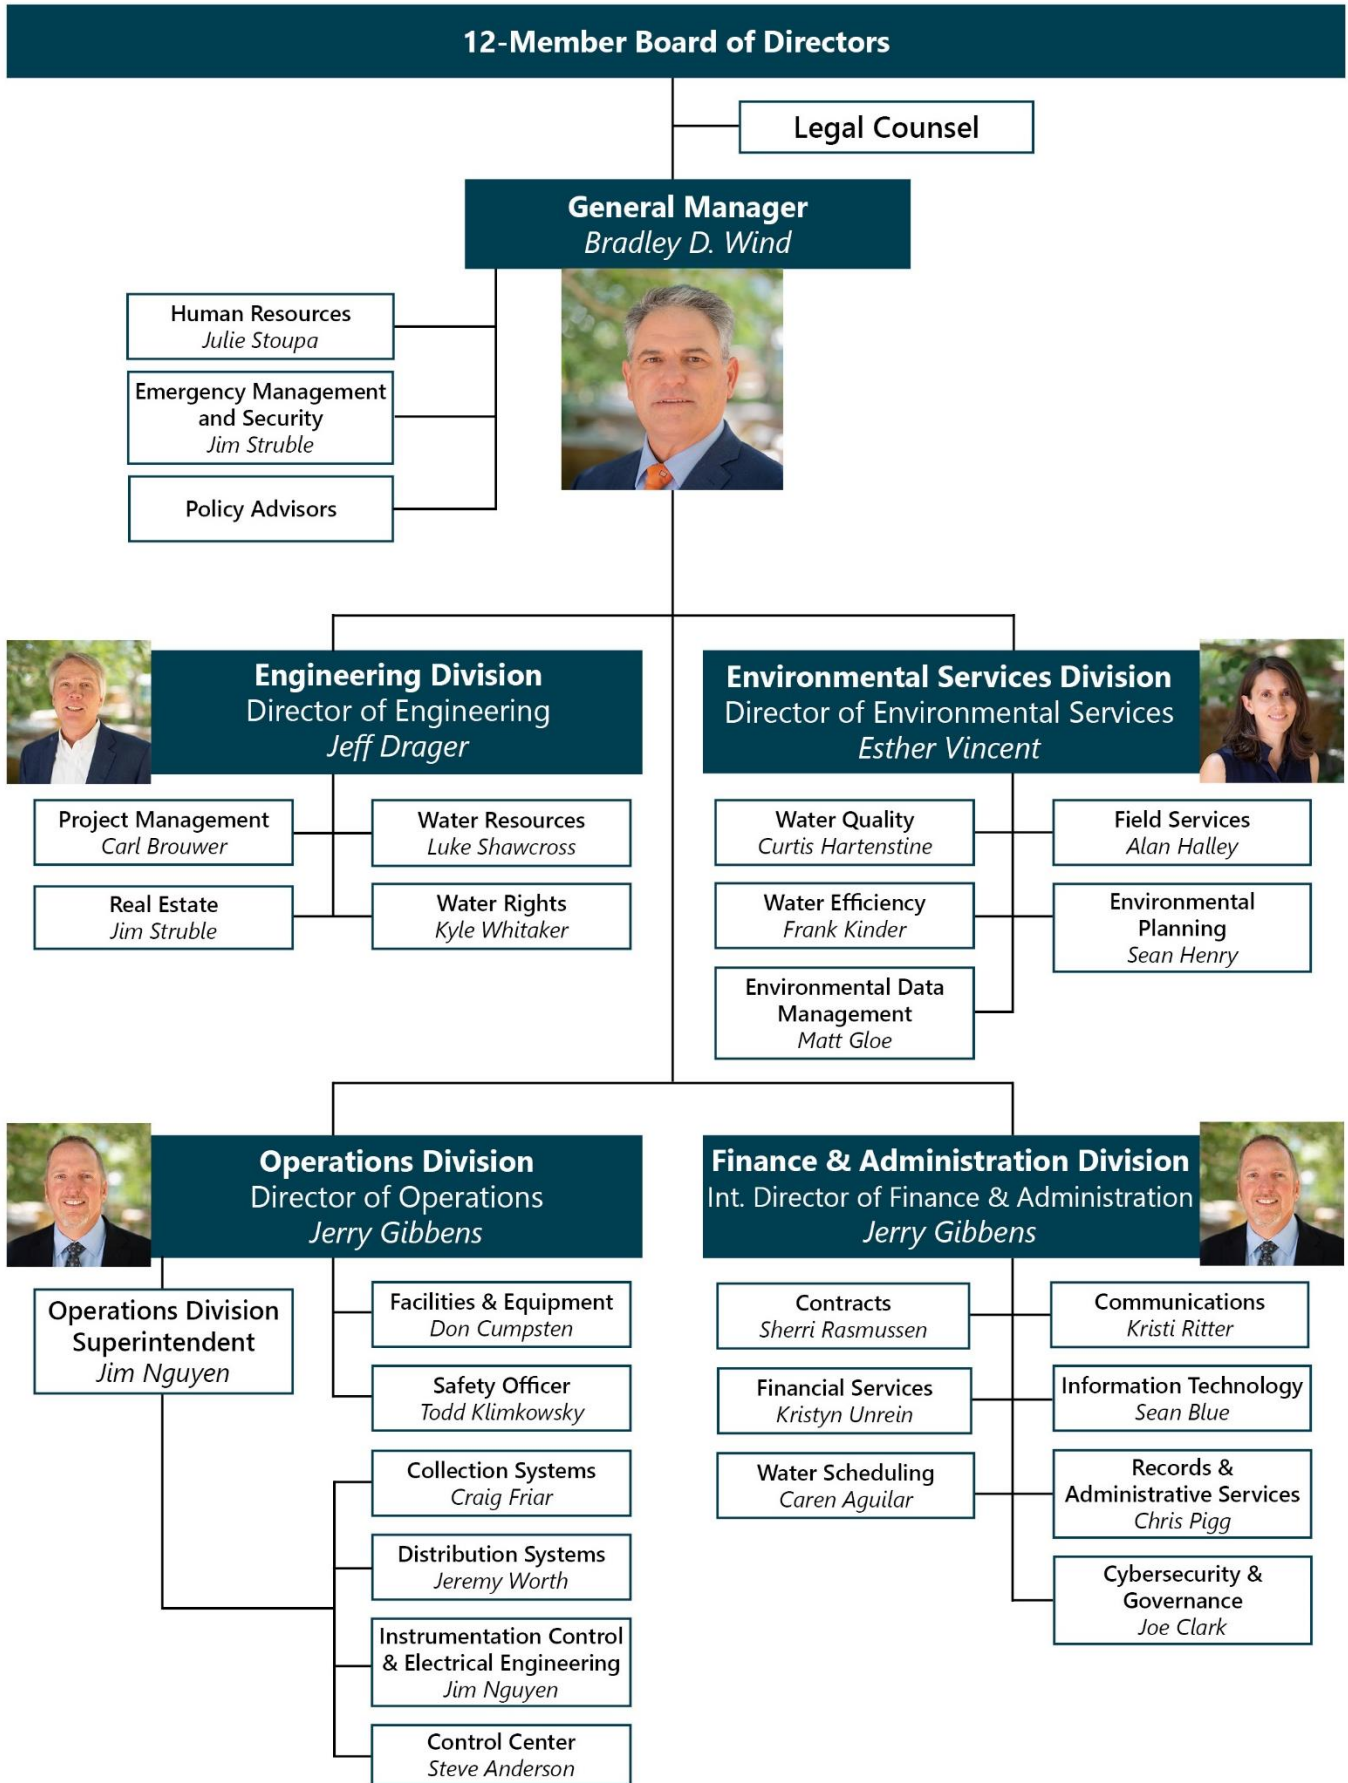 12-Member Board of Directors
Legal Counsel
General Manager
Bradley D. Wind
Human Resources
Julie Stoupa
Emergency Management
and Security
Jim Struble
Policy Advisors
Engineering Division
Director of Engineering
Jeff Drager
Project Management
Carl Brouwer
Water Resources
Luke Shawcross
Real Estate
Jim Struble
Water Rights
Kyle Whitaker
Environmental Services Division
Director of Environmental Services
Esther Vincent
Water Quality
Curtis Hartenstine
Field Services
Alan Halley
Water Efficiency
Frank Kinder
Environmental
Planning
Sean Henry
Environmental Data
Management
Matt Gloe
Operations Division
Director of Operations
Jerry Gibbens
Operations Division
Superintendent
Jim Nguyen
Facilities & Equipment
Don Cumpsten
Safety Officer
Todd Klimkowsky
Collection Systems
Craig Friar
Distribution Systems
Jeremy Worth
Instrumentation Control
& Electrical Engineering
Jim Nguyen
Control Center
Steve Anderson
Finance & Administration Division
Int. Director of Finance & Administration
Jerry Gibbens
Contracts
Sherri Rasmussen
Communications
Kristi Ritter
Financial Services
Kristyn Unrein
Information Technology
Sean Blue
Water Scheduling
Caren Aguilar
Records &
Administrative Services
Chris Pigg
Cybersecurity &
Governance
Joe Clark